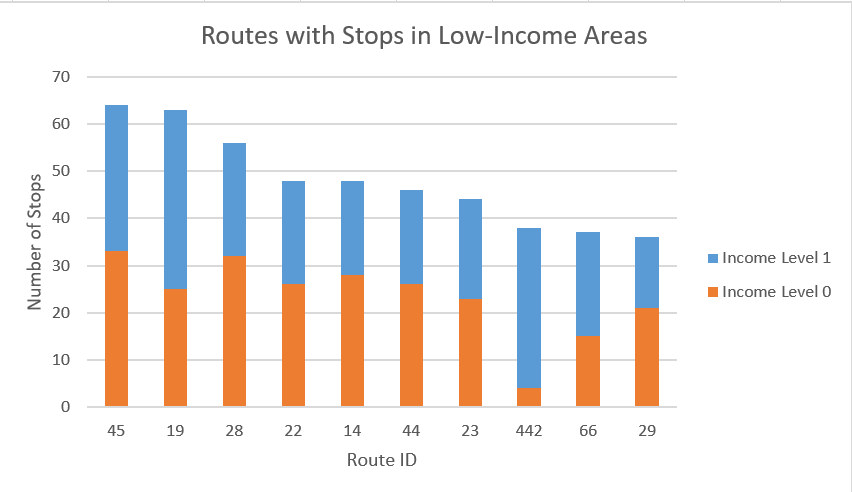 Routes with Stops in Low-Income Areas
70
60
50
40
30
20
10
0
Number of Stops
45 19 28 22 14 44 23 442 66 29
Route ID
Income Level 1
Income Level 0